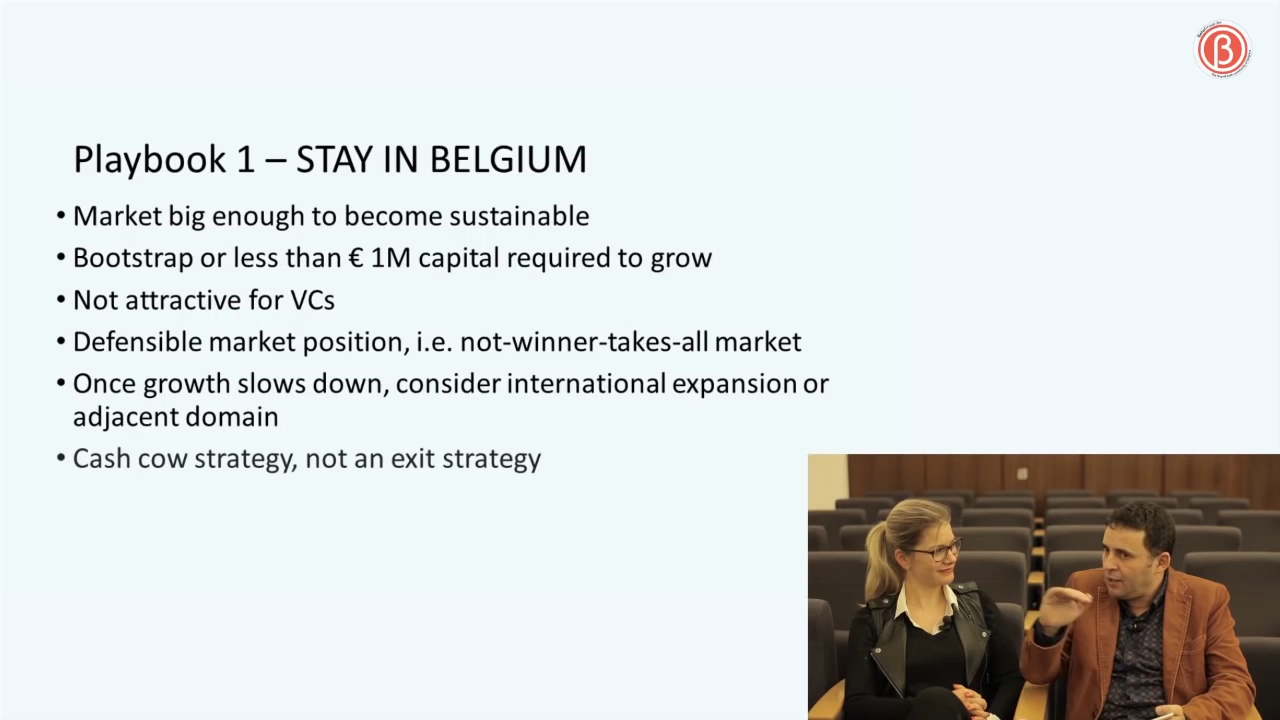 β
Playbook 1 – STAY IN BELGIUM
• Market big enough to become sustainable
• Bootstrap or less than € 1M capital required to grow
• Not attractive for VCs
• Defensible market position, i.e. not-winner-takes-all market
• Once growth slows down, consider international expansion or
adjacent domain
• Cash cow strategy, not an exit strategy